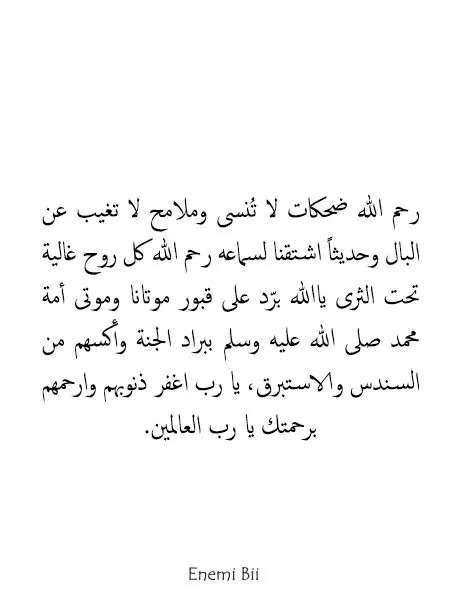 رحم الله ضحكات لا تُنسى وملامح لا تغيب عن
البال وحديثاً اشتقنا لسماعه رحم الله كل روح غالية
تحت الثرى ياالله برّد على قبور موتانا وموتى أمة
محمد صلى الله عليه وسلم ببراد الجنة وأكسهم من
السندس والاستبرق، يا رب اغفر ذنوبهم وارحمهم
برحمتك يا رب العالمين.
Enemi Bii